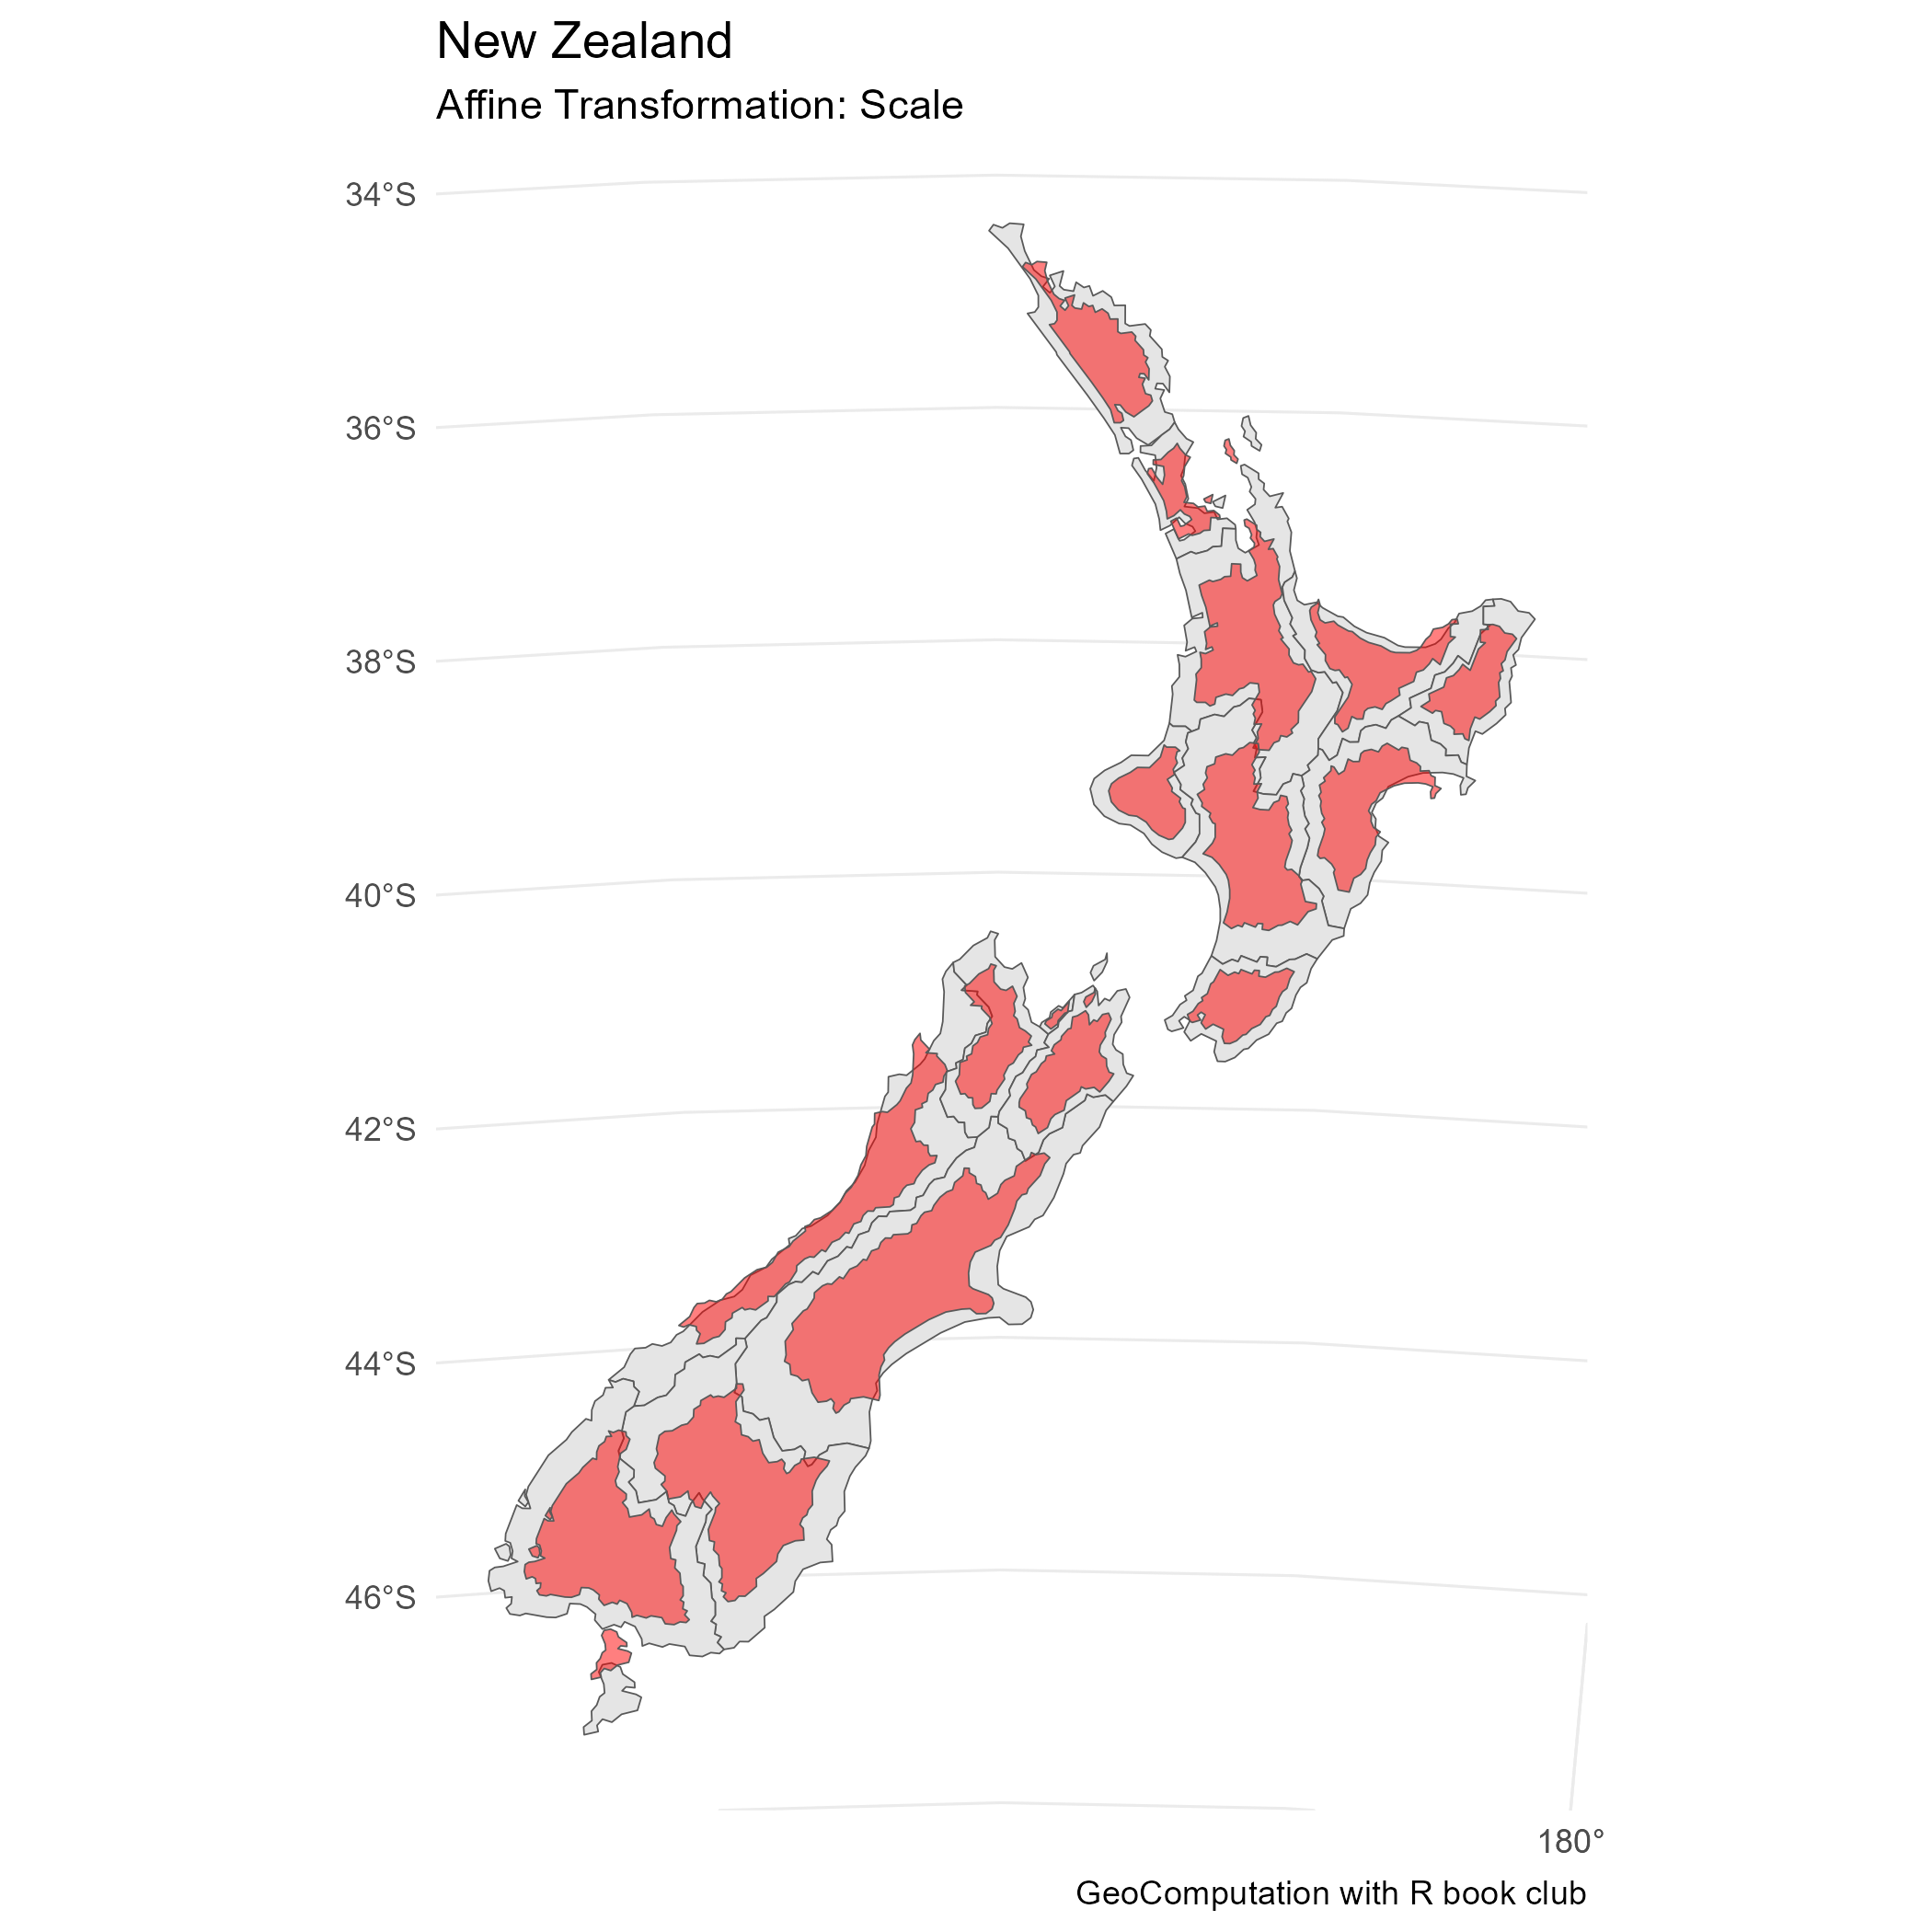 New Zealand
Affine Transformation: Scale
34°S
36°S
38°S
40°S
42°S
44°S
46°S
180°
GeoComputation with R book club